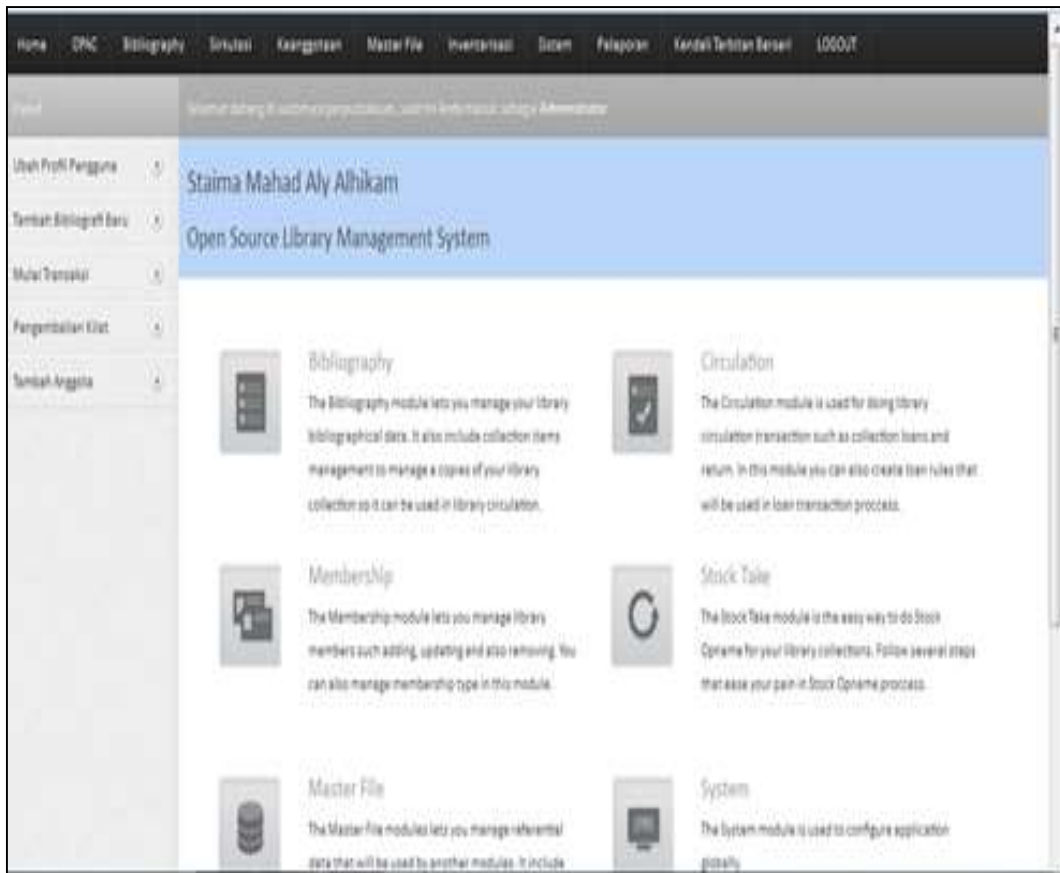 Home OPAC Bibliography Simulasi Keanggotaan Master File Inventarisasi Sistem Pelaporan Kendali Terbitan Berseri LOGOUT
Selamat datang di sebagai Administrator
Ubah Profil Pengguna
Tambah Bibliografi Baru
Mulai Transaksi
Pengembalian Kilat
Tambah Anggota
Staima Mahad Aly Alhikam
Open Source Library Management System
Bibliography
The Bibliography module lets you manage your library
bibliographical data. It also include collection items
management to manage a copies of your library
collection so it can be used in library circulation.
Circulation
The Circulation module is used for doing library
circulation transaction such as collection loans and
return. In this module you can also create loan rules that
will be used in loan transaction proccess.
Membership
The Membership module lets you manage library
members such adding, updating and also removing. You
can also manage membership type in this module.
Stock Take
The Stock Take module is the easy way to do Stock
Opname for your library collections. Follow several steps
that ease your pain in Stock Opname proccess.
Master File
The Master File modules lets you manage referential
data that will be used by another modules. It include
System
The System module is used to configure application
globally